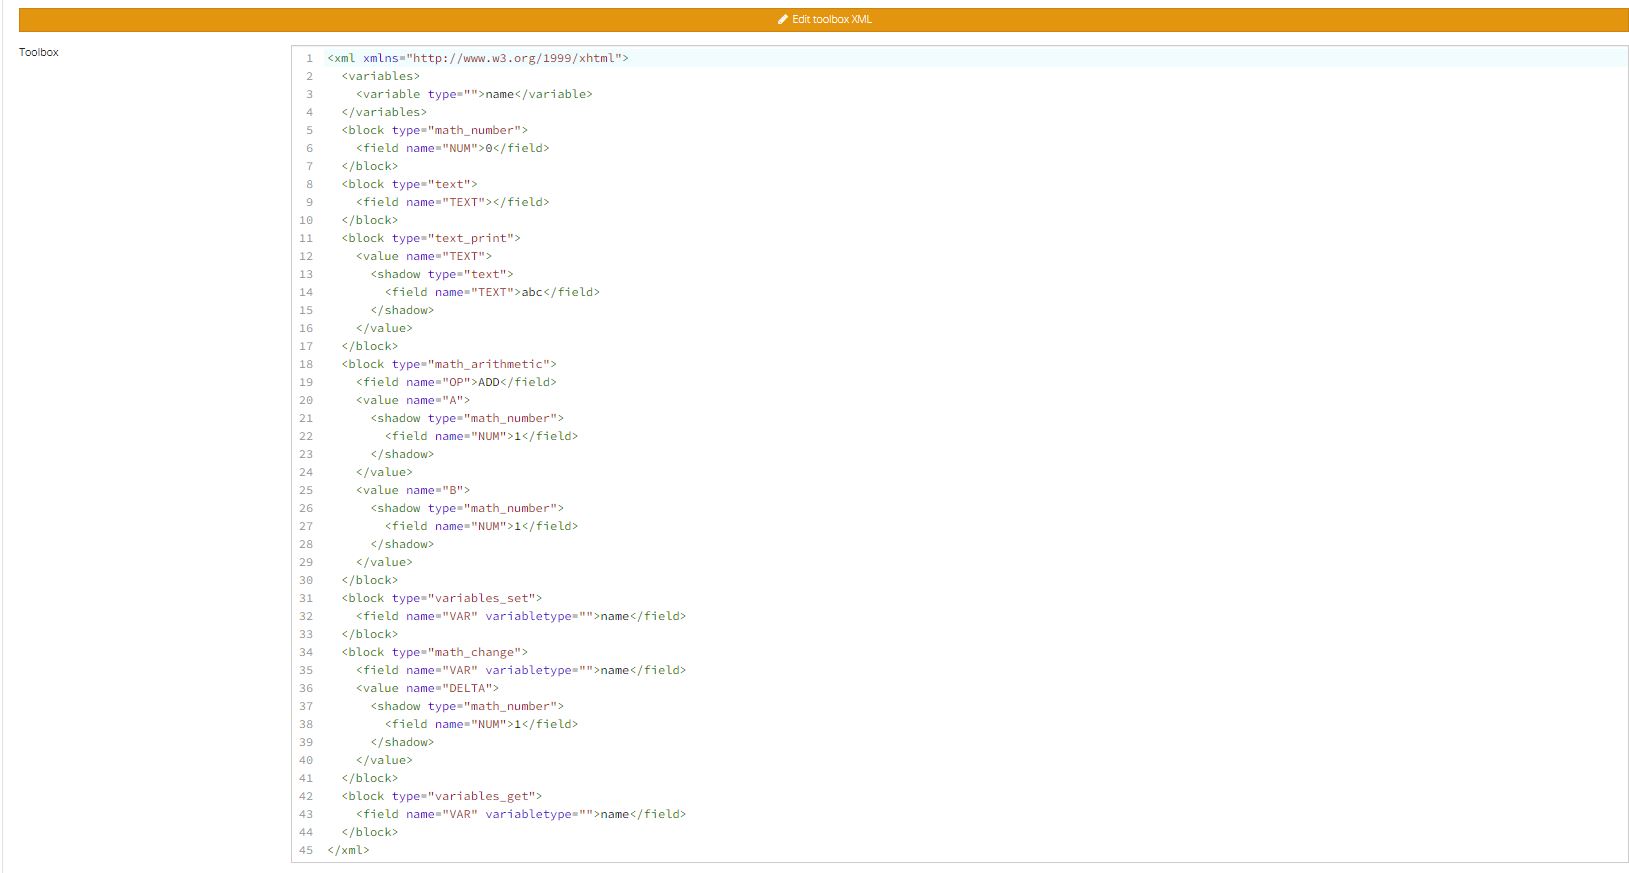 Edit toolbox XML
Toolbox
1 <xml xmlns="http://www.w3.org/1999/xhtml">
2   <variables>
3     <variable type="">name</variable>
4   </variables>
5   <block type="math_number">
6     <field name="NUM">0</field>
7   </block>
8   <block type="text">
9     <field name="TEXT"></field>
10   </block>
11   <block type="text_print">
12     <value name="TEXT">
13       <shadow type="text">
14         <field name="TEXT">abc</field>
15       </shadow>
16     </value>
17   </block>
18   <block type="math_arithmetic">
19     <field name="OP">ADD</field>
20     <value name="A">
21       <shadow type="math_number">
22         <field name="NUM">1</field>
23       </shadow>
24     </value>
25     <value name="B">
26       <shadow type="math_number">
27         <field name="NUM">1</field>
28       </shadow>
29     </value>
30   </block>
31   <block type="variables_set">
32     <field name="VAR" variabletype="">name</field>
33   </block>
34   <block type="math_change">
35     <field name="VAR" variabletype="">name</field>
36     <value name="DELTA">
37       <shadow type="math_number">
38         <field name="NUM">1</field>
39       </shadow>
40     </value>
41   </block>
42   <block type="variables_get">
43     <field name="VAR" variabletype="">name</field>
44   </block>
45 </xml>